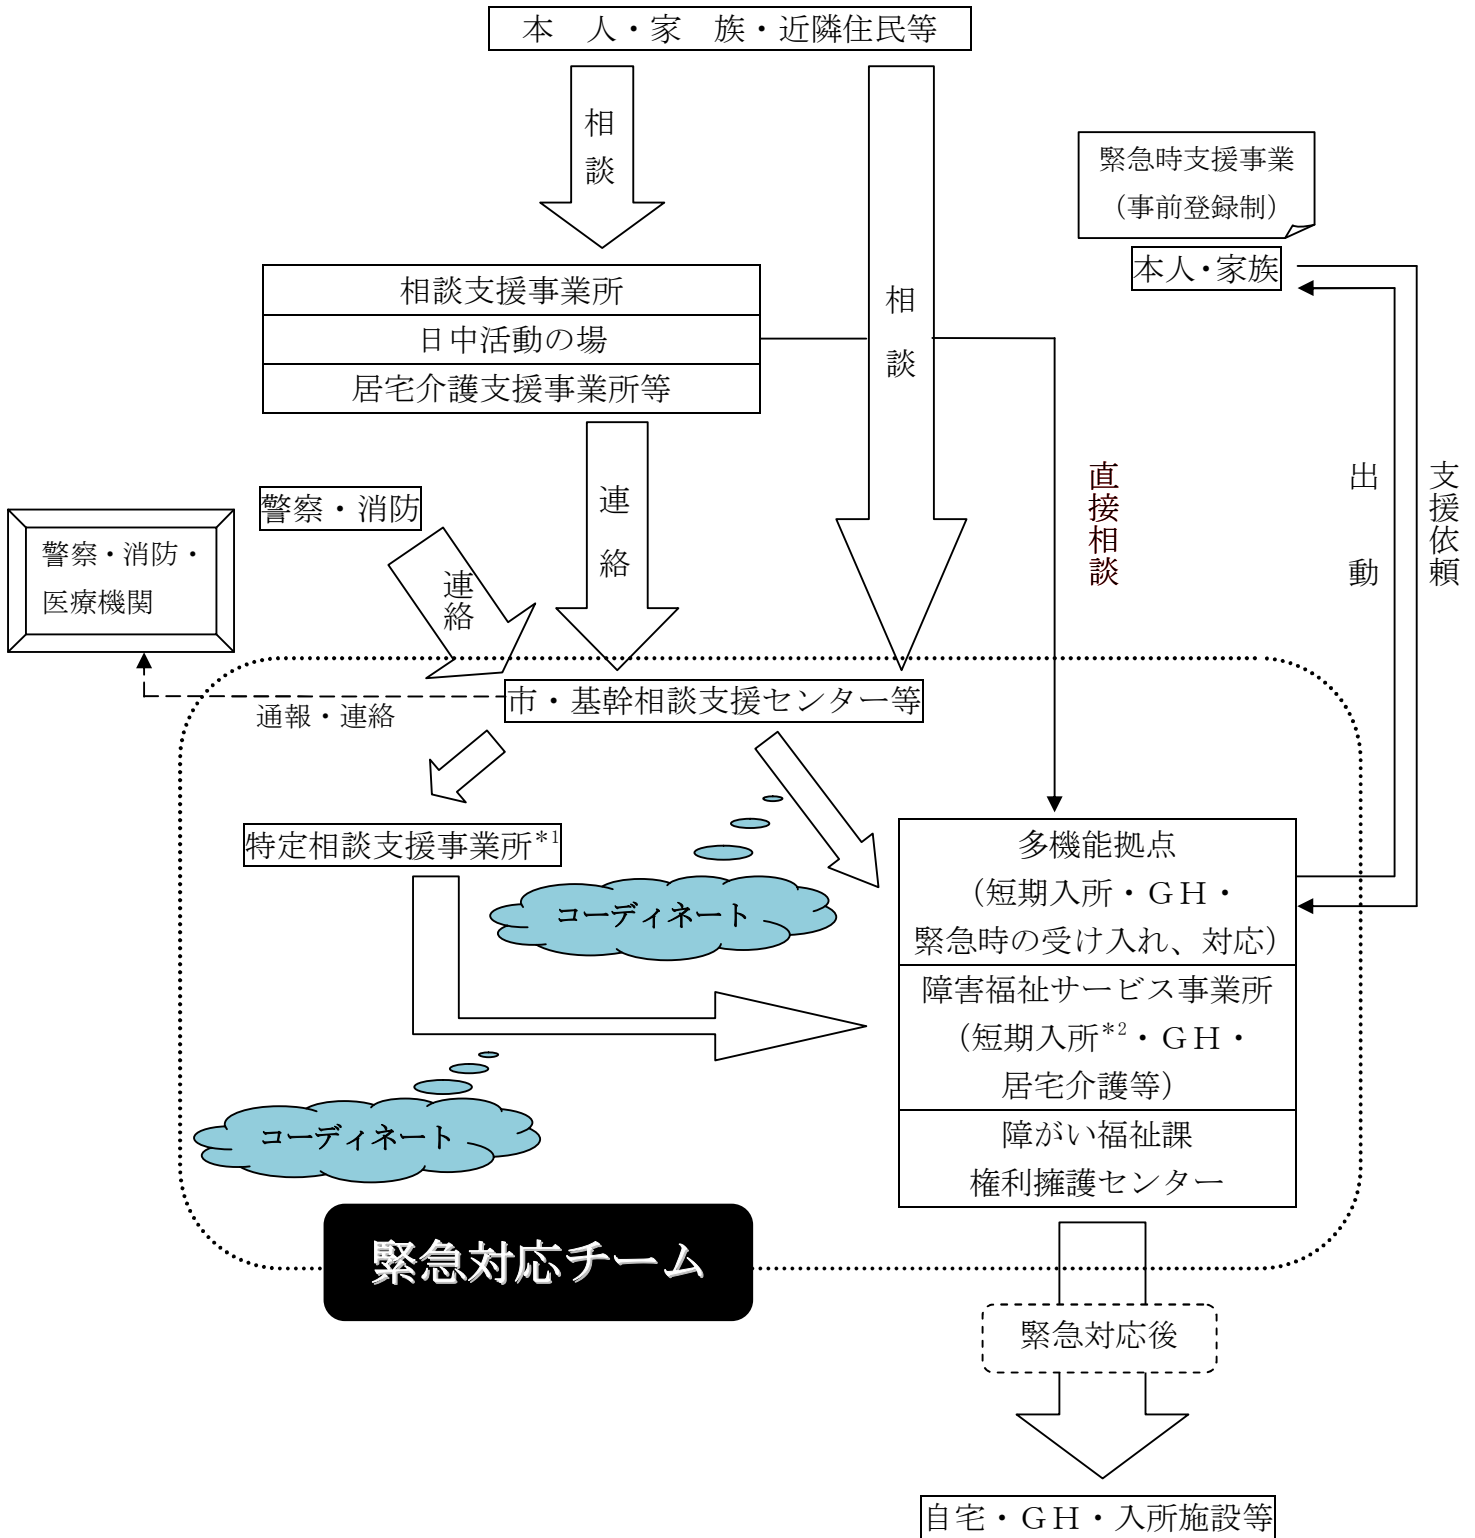 本　人・家　族・近隣住民等
相談
緊急時支援事業
（事前登録制）
本人・家族
相談支援事業所
日中活動の場
居宅介護支援事業所等
相談
直接相談
出動
支援依頼
警察・消防
連絡
連絡
警察・消防・
医療機関
市・基幹相談支援センター等
通報・連絡
特定相談支援事業所*1
コーディネート
多機能拠点
（短期入所・ＧＨ・
緊急時の受け入れ、対応）
障害福祉サービス事業所
（短期入所*2・ＧＨ・
居宅介護等）
障がい福祉課
権利擁護センター
コーディネート
緊急対応チーム
緊急対応後
自宅・ＧＨ・入所施設等